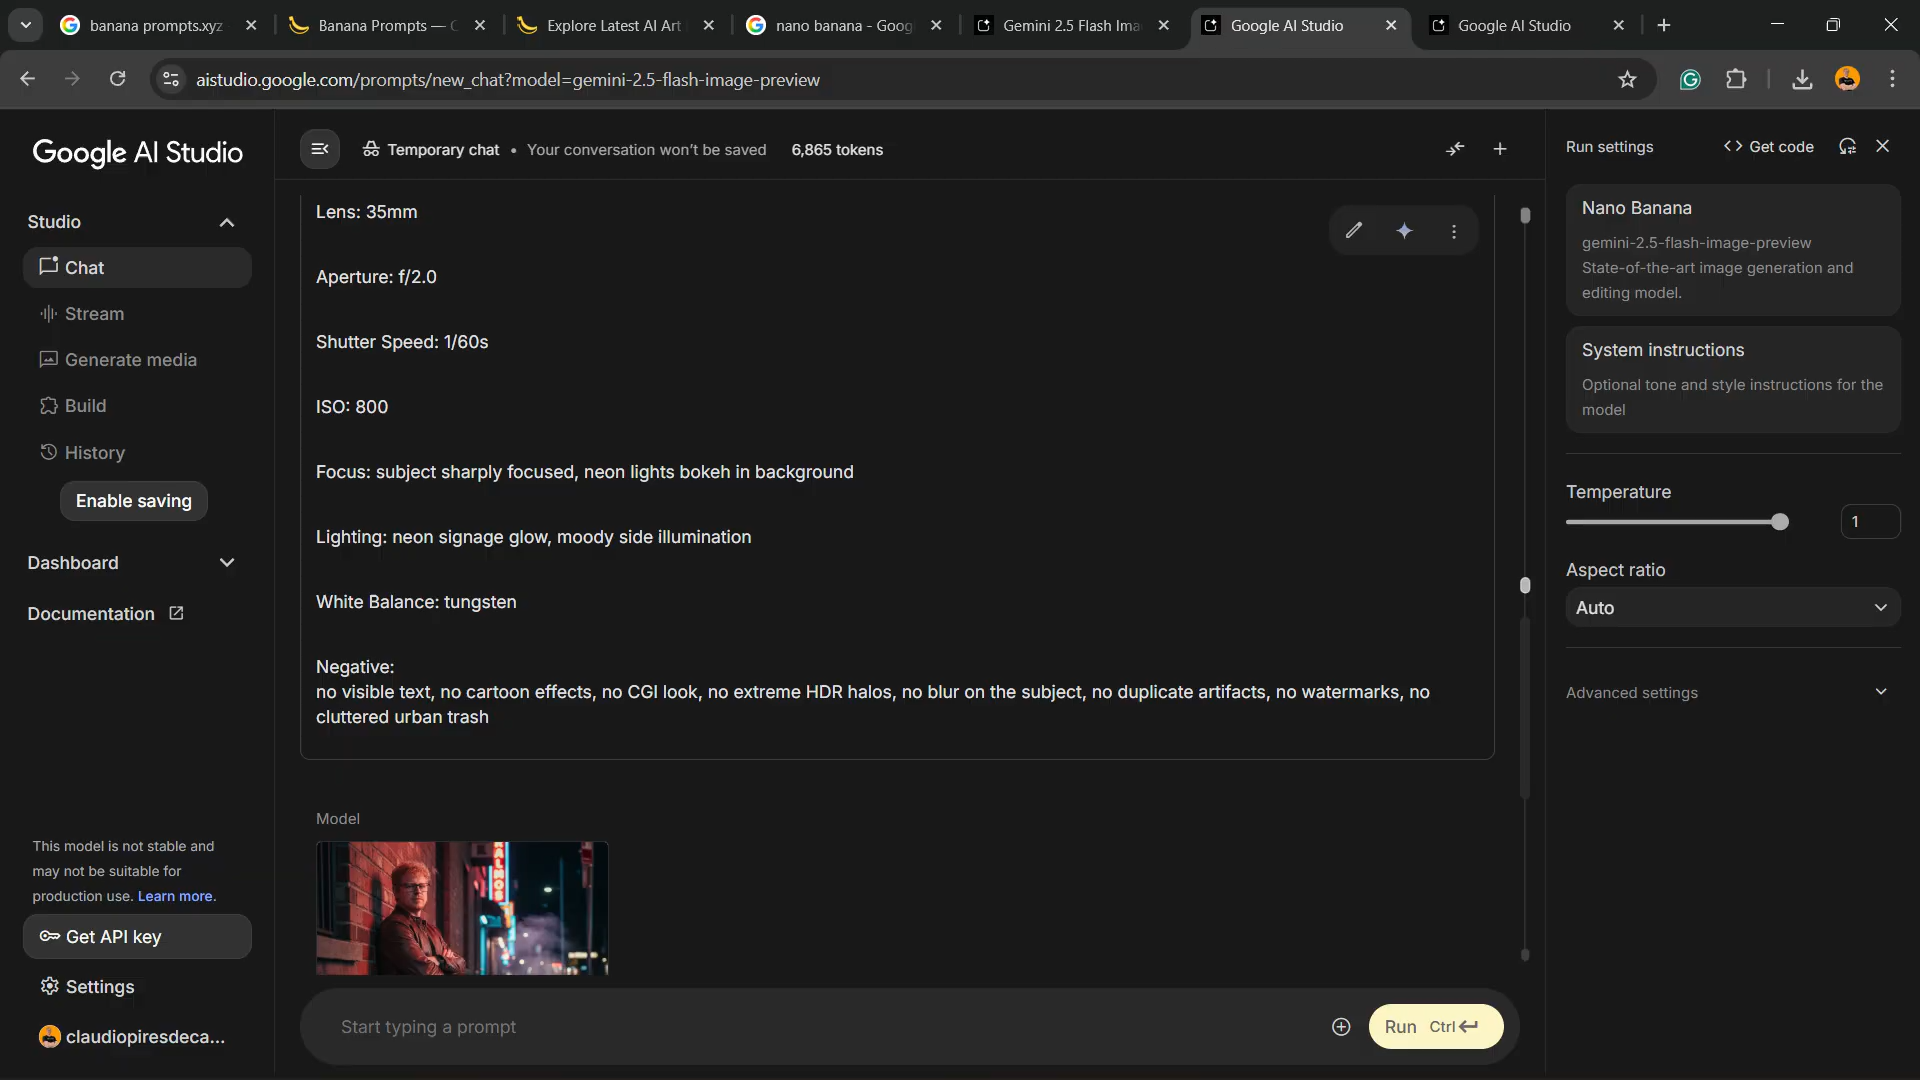 banana prompts.xyz
Banana Prompts — C
Explore Latest AI Art
nano banana - Goog
Gemini 2.5 Flash Ima
Google AI Studio
Google AI Studio
aistudio.google.com/prompts/new_chat?model=gemini-2.5-flash-image-preview
Google AI Studio
Studio
Chat
Stream
Generate media
Build
History
Enable saving
Dashboard
Documentation
This model is not stable and
may not be suitable for
production use. Learn more.
Get API key
Settings
claudiopiresdeca...
Temporary chat • Your conversation won't be saved 6,865 tokens
Lens: 35mm
Aperture: f/2.0
Shutter Speed: 1/60s
ISO: 800
Focus: subject sharply focused, neon lights bokeh in background
Lighting: neon signage glow, moody side illumination
White Balance: tungsten
Negative:
no visible text, no cartoon effects, no CGI look, no extreme HDR halos, no blur on the subject, no duplicate artifacts, no watermarks, no
cluttered urban trash
Model
Start typing a prompt
Run Ctrl
Run settings
Get code
Nano Banana
gemini-2.5-flash-image-preview
State-of-the-art image generation and
editing model.
System instructions
Optional tone and style instructions for the
model
Temperature
1
Aspect ratio
Auto
Advanced settings